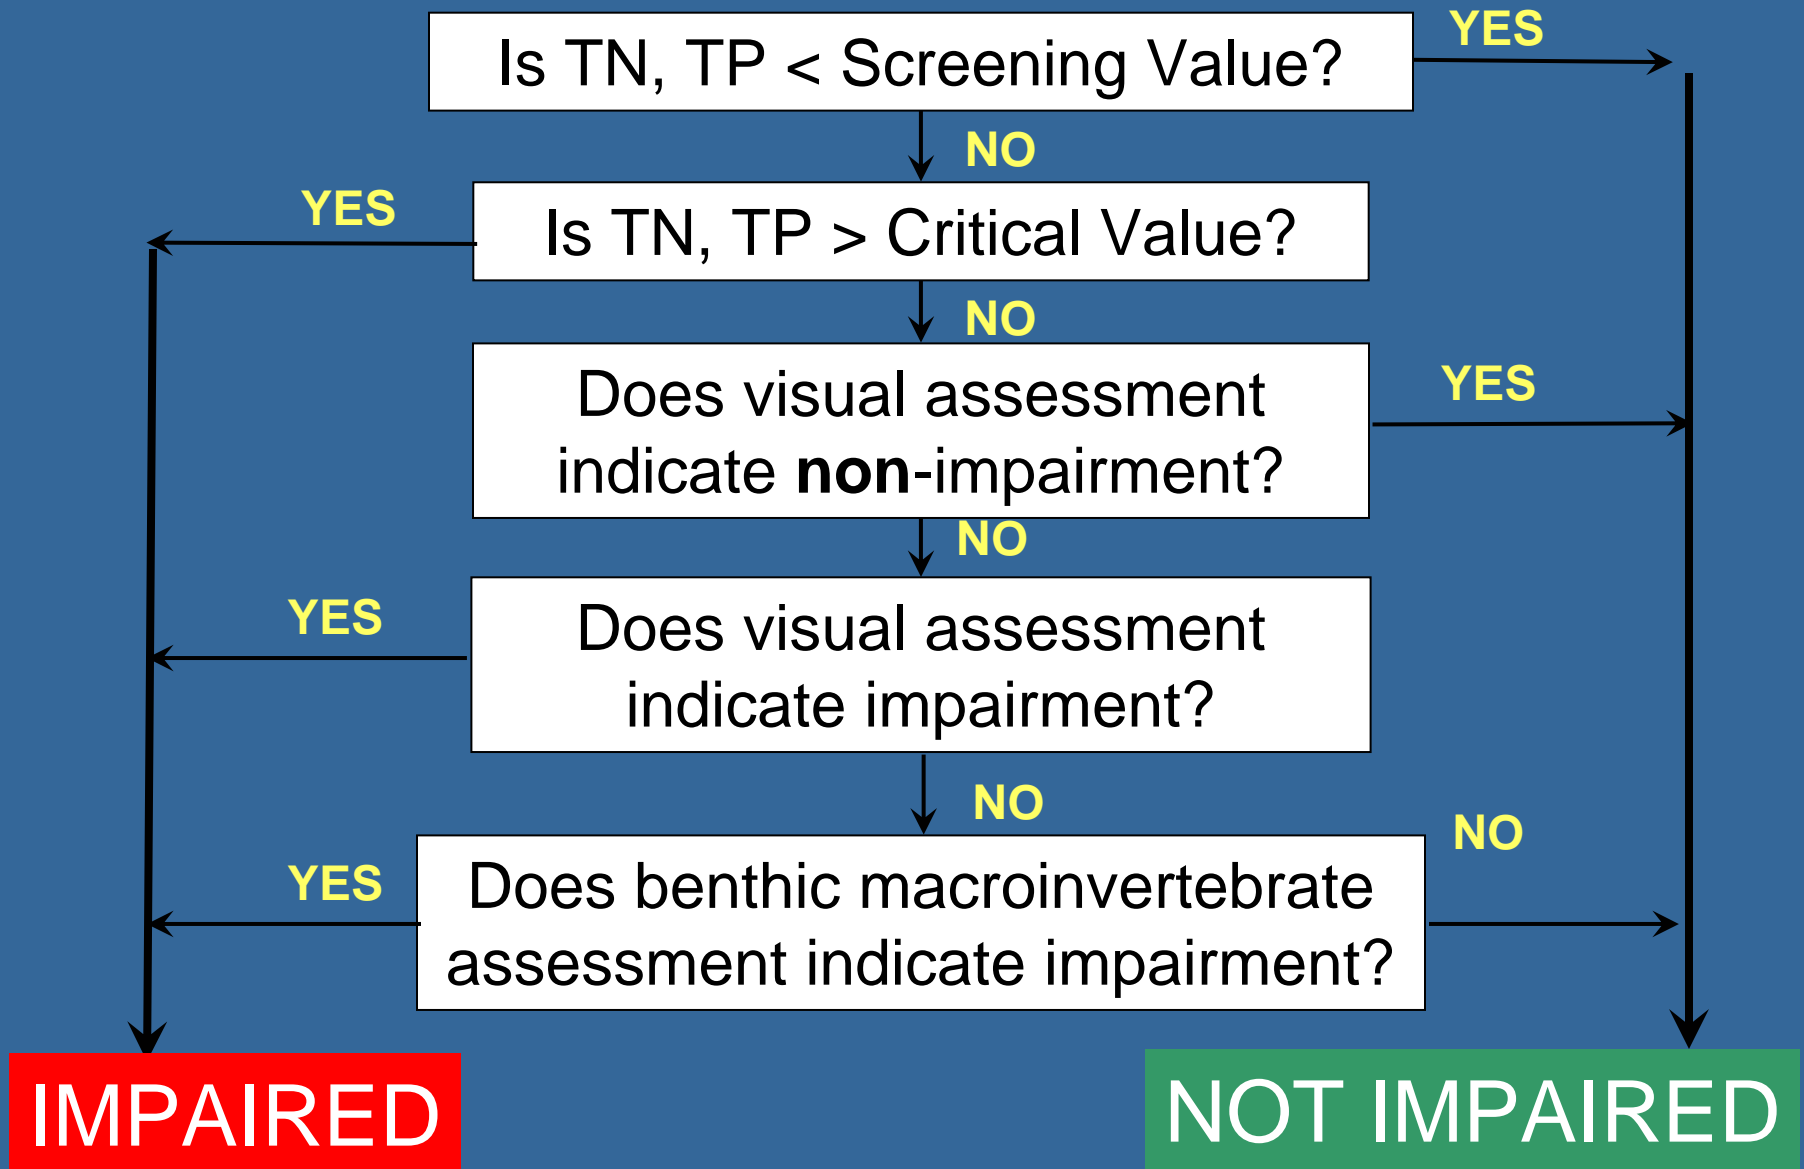 Is TN, TP < Screening Value?
YES
NO
YES
Is TN, TP > Critical Value?
NO
Does visual assessment
indicate non-impairment?
YES
NO
YES
Does visual assessment
indicate impairment?
NO
YES
Does benthic macroinvertebrate
assessment indicate impairment?
NO
IMPAIRED
NOT IMPAIRED